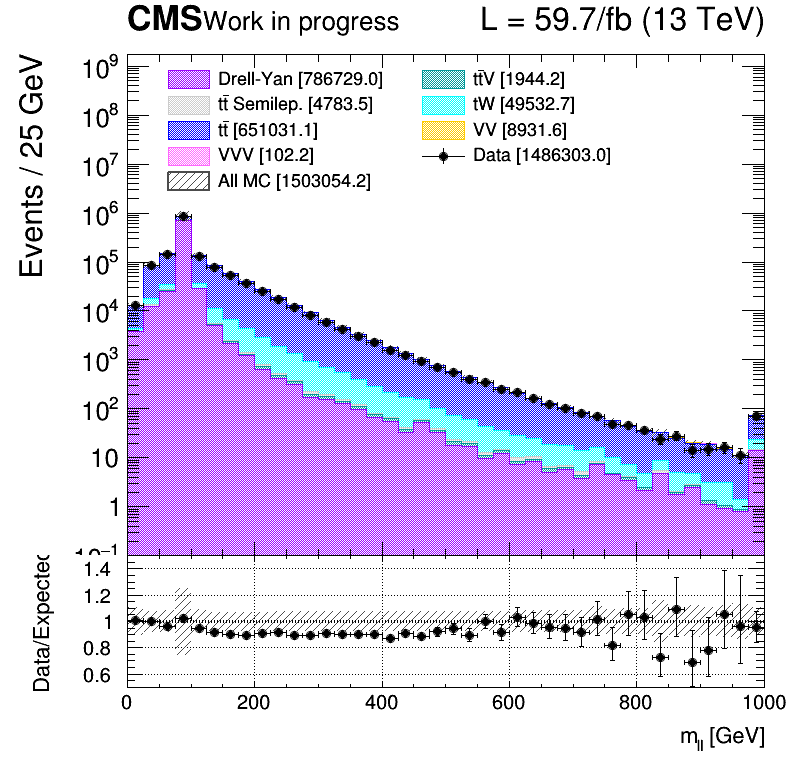 CMS Work in progress L = 59.7/fb (13 TeV)
Events / 25 GeV
10⁹
10⁸
10⁷
10⁶
10⁵
10⁴
10³
10²
10
1
10⁻¹
Drell-Yan [786729.0]
tt̄ Semilep. [4783.5]
tt̄ [651031.1]
VVV [102.2]
All MC [1503054.2]
tt̄V [1944.2]
tW [49532.7]
VV [8931.6]
Data [1486303.0]
Data/Expected
1.4
1.2
1
0.8
0.6
0 200 400 600 800 1000
m_ll [GeV]